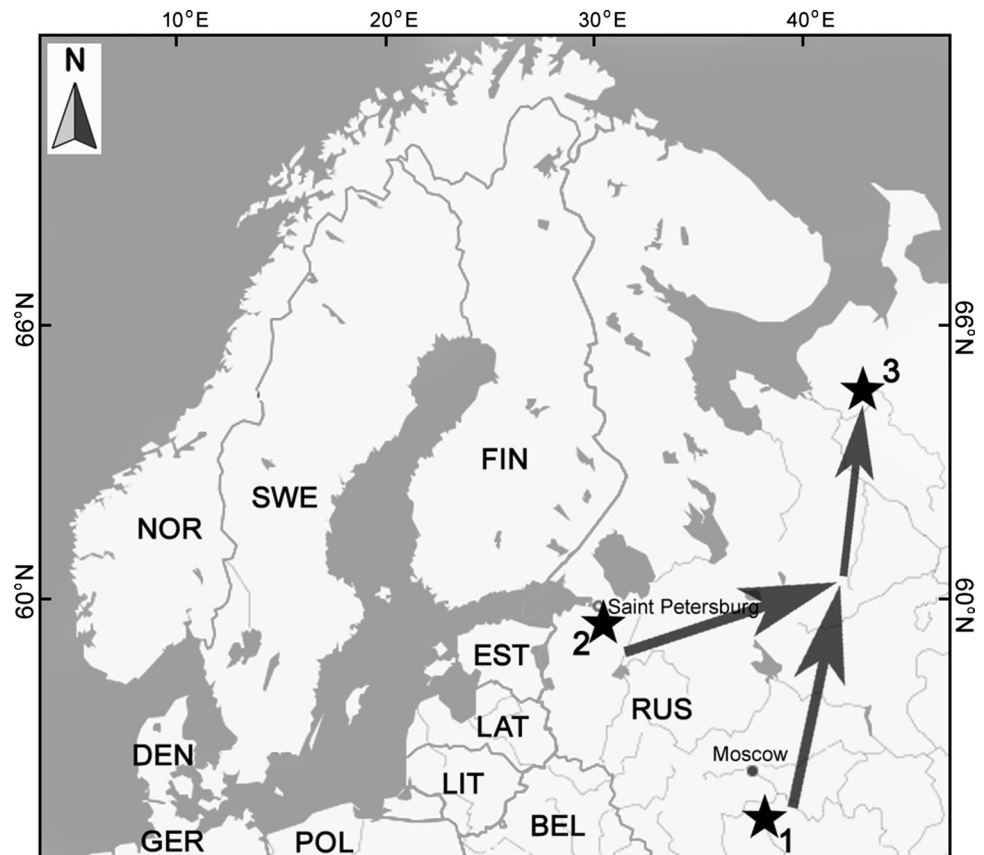 10°E 20°E 30°E 40°E
N
66°N 66°N
3
FIN
SWE
NOR
60°N 60°N
Saint Petersburg
2
EST
RUS
LAT
DEN
Moscow
LIT
BEL
1
GER
POL